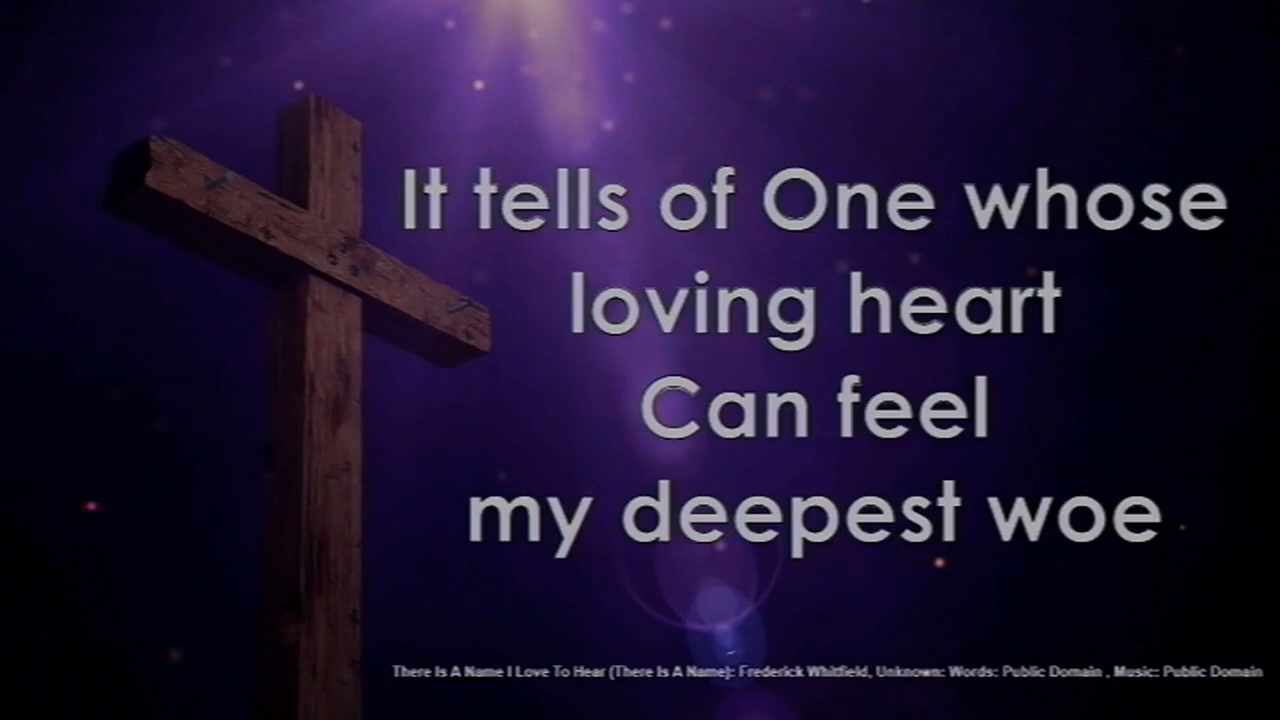 It tells of One whose
loving heart
Can feel
my deepest woe
There Is A Name I Love To Hear (There Is A Name): Frederick Whitfield, Unknown: Words: Public Domain , Music: Public Domain